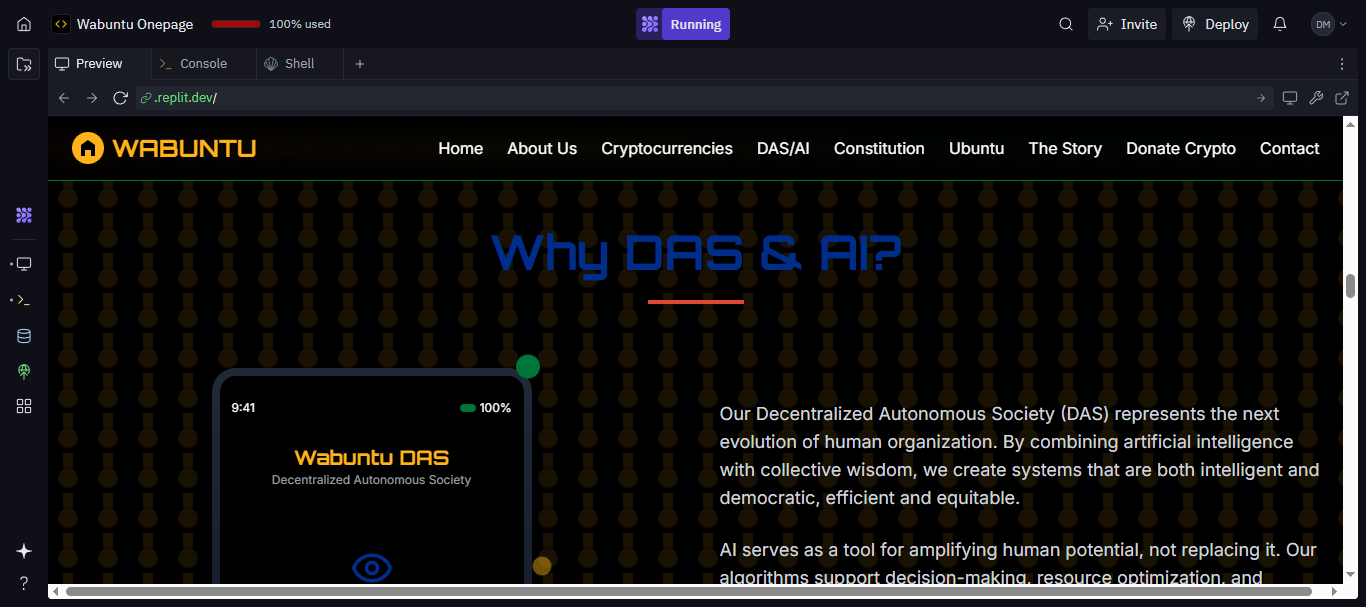 Wabuntu Onepage
100% used
Running
Invite
Deploy
DM
Preview
Console
Shell
.replit.dev/
WABUNTU
Home
About Us
Cryptocurrencies
DAS/AI
Constitution
Ubuntu
The Story
Donate Crypto
Contact
Why DAS & AI?
9:41
100%
Wabuntu DAS
Decentralized Autonomous Society
Our Decentralized Autonomous Society (DAS) represents the next
evolution of human organization. By combining artificial intelligence
with collective wisdom, we create systems that are both intelligent and
democratic, efficient and equitable.
AI serves as a tool for amplifying human potential, not replacing it. Our
algorithms support decision-making, resource optimization, and